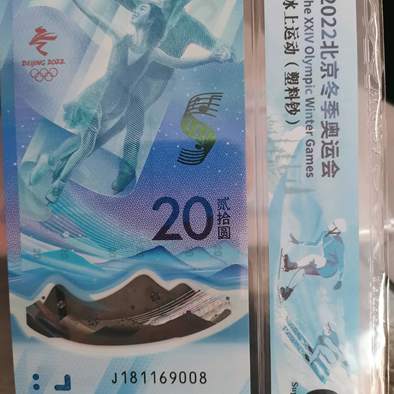 BEIJING 2022
20
贰拾圆
J181169008
2022北京冬季奥运会
The XXIV Olympic Winter Games
冰上运动（塑料钞）